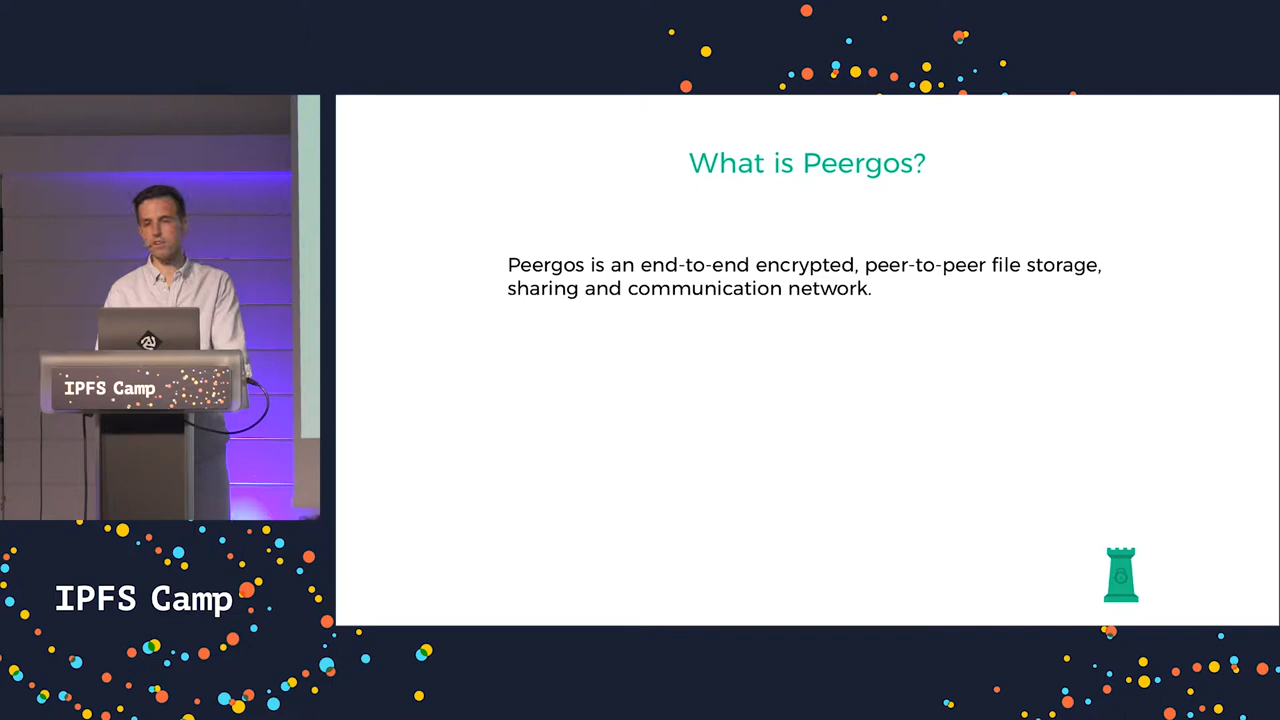 What is Peergos?
Peergos is an end-to-end encrypted, peer-to-peer file storage,
sharing and communication network.
IPFS Camp
IPFS Camp